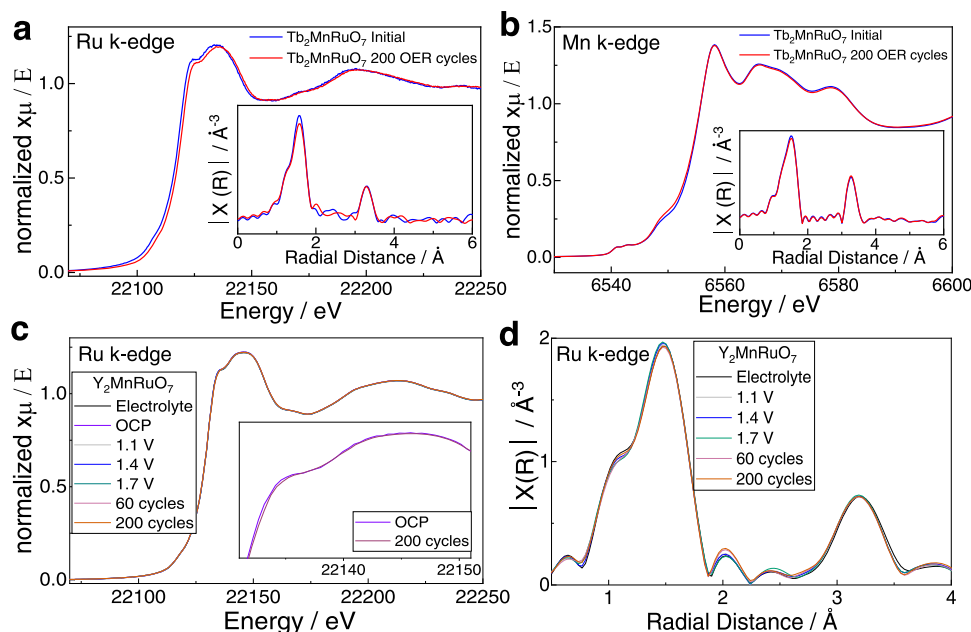 a
Ru k-edge
Tb₂MnRuO₇ Initial
Tb₂MnRuO₇ 200 OER cycles
normalized xμ / E
1.0
0.5
0.0
22100
22150
22200
22250
Energy / eV
| X (R) | / Å⁻³
0
2
4
6
Radial Distance / Å
b
Mn k-edge
Tb₂MnRuO₇ Initial
Tb₂MnRuO₇ 200 OER cycles
normalized xμ / E
1.5
1.0
0.5
0.0
6540
6560
6580
6600
Energy / eV
| X (R) | / Å⁻³
0
2
4
6
Radial Distance / Å
c
Ru k-edge
Y₂MnRuO₇
Electrolyte
OCP
1.1 V
1.4 V
1.7 V
60 cycles
200 cycles
normalized xμ / E
1.0
0.5
0.0
22100
22150
22200
22250
Energy / eV
OCP
200 cycles
22140
22150
d
Ru k-edge
Y₂MnRuO₇
Electrolyte
1.1 V
1.4 V
1.7 V
60 cycles
200 cycles
| X(R) | / Å⁻³
2
1
0
1
2
3
4
Radial Distance / Å